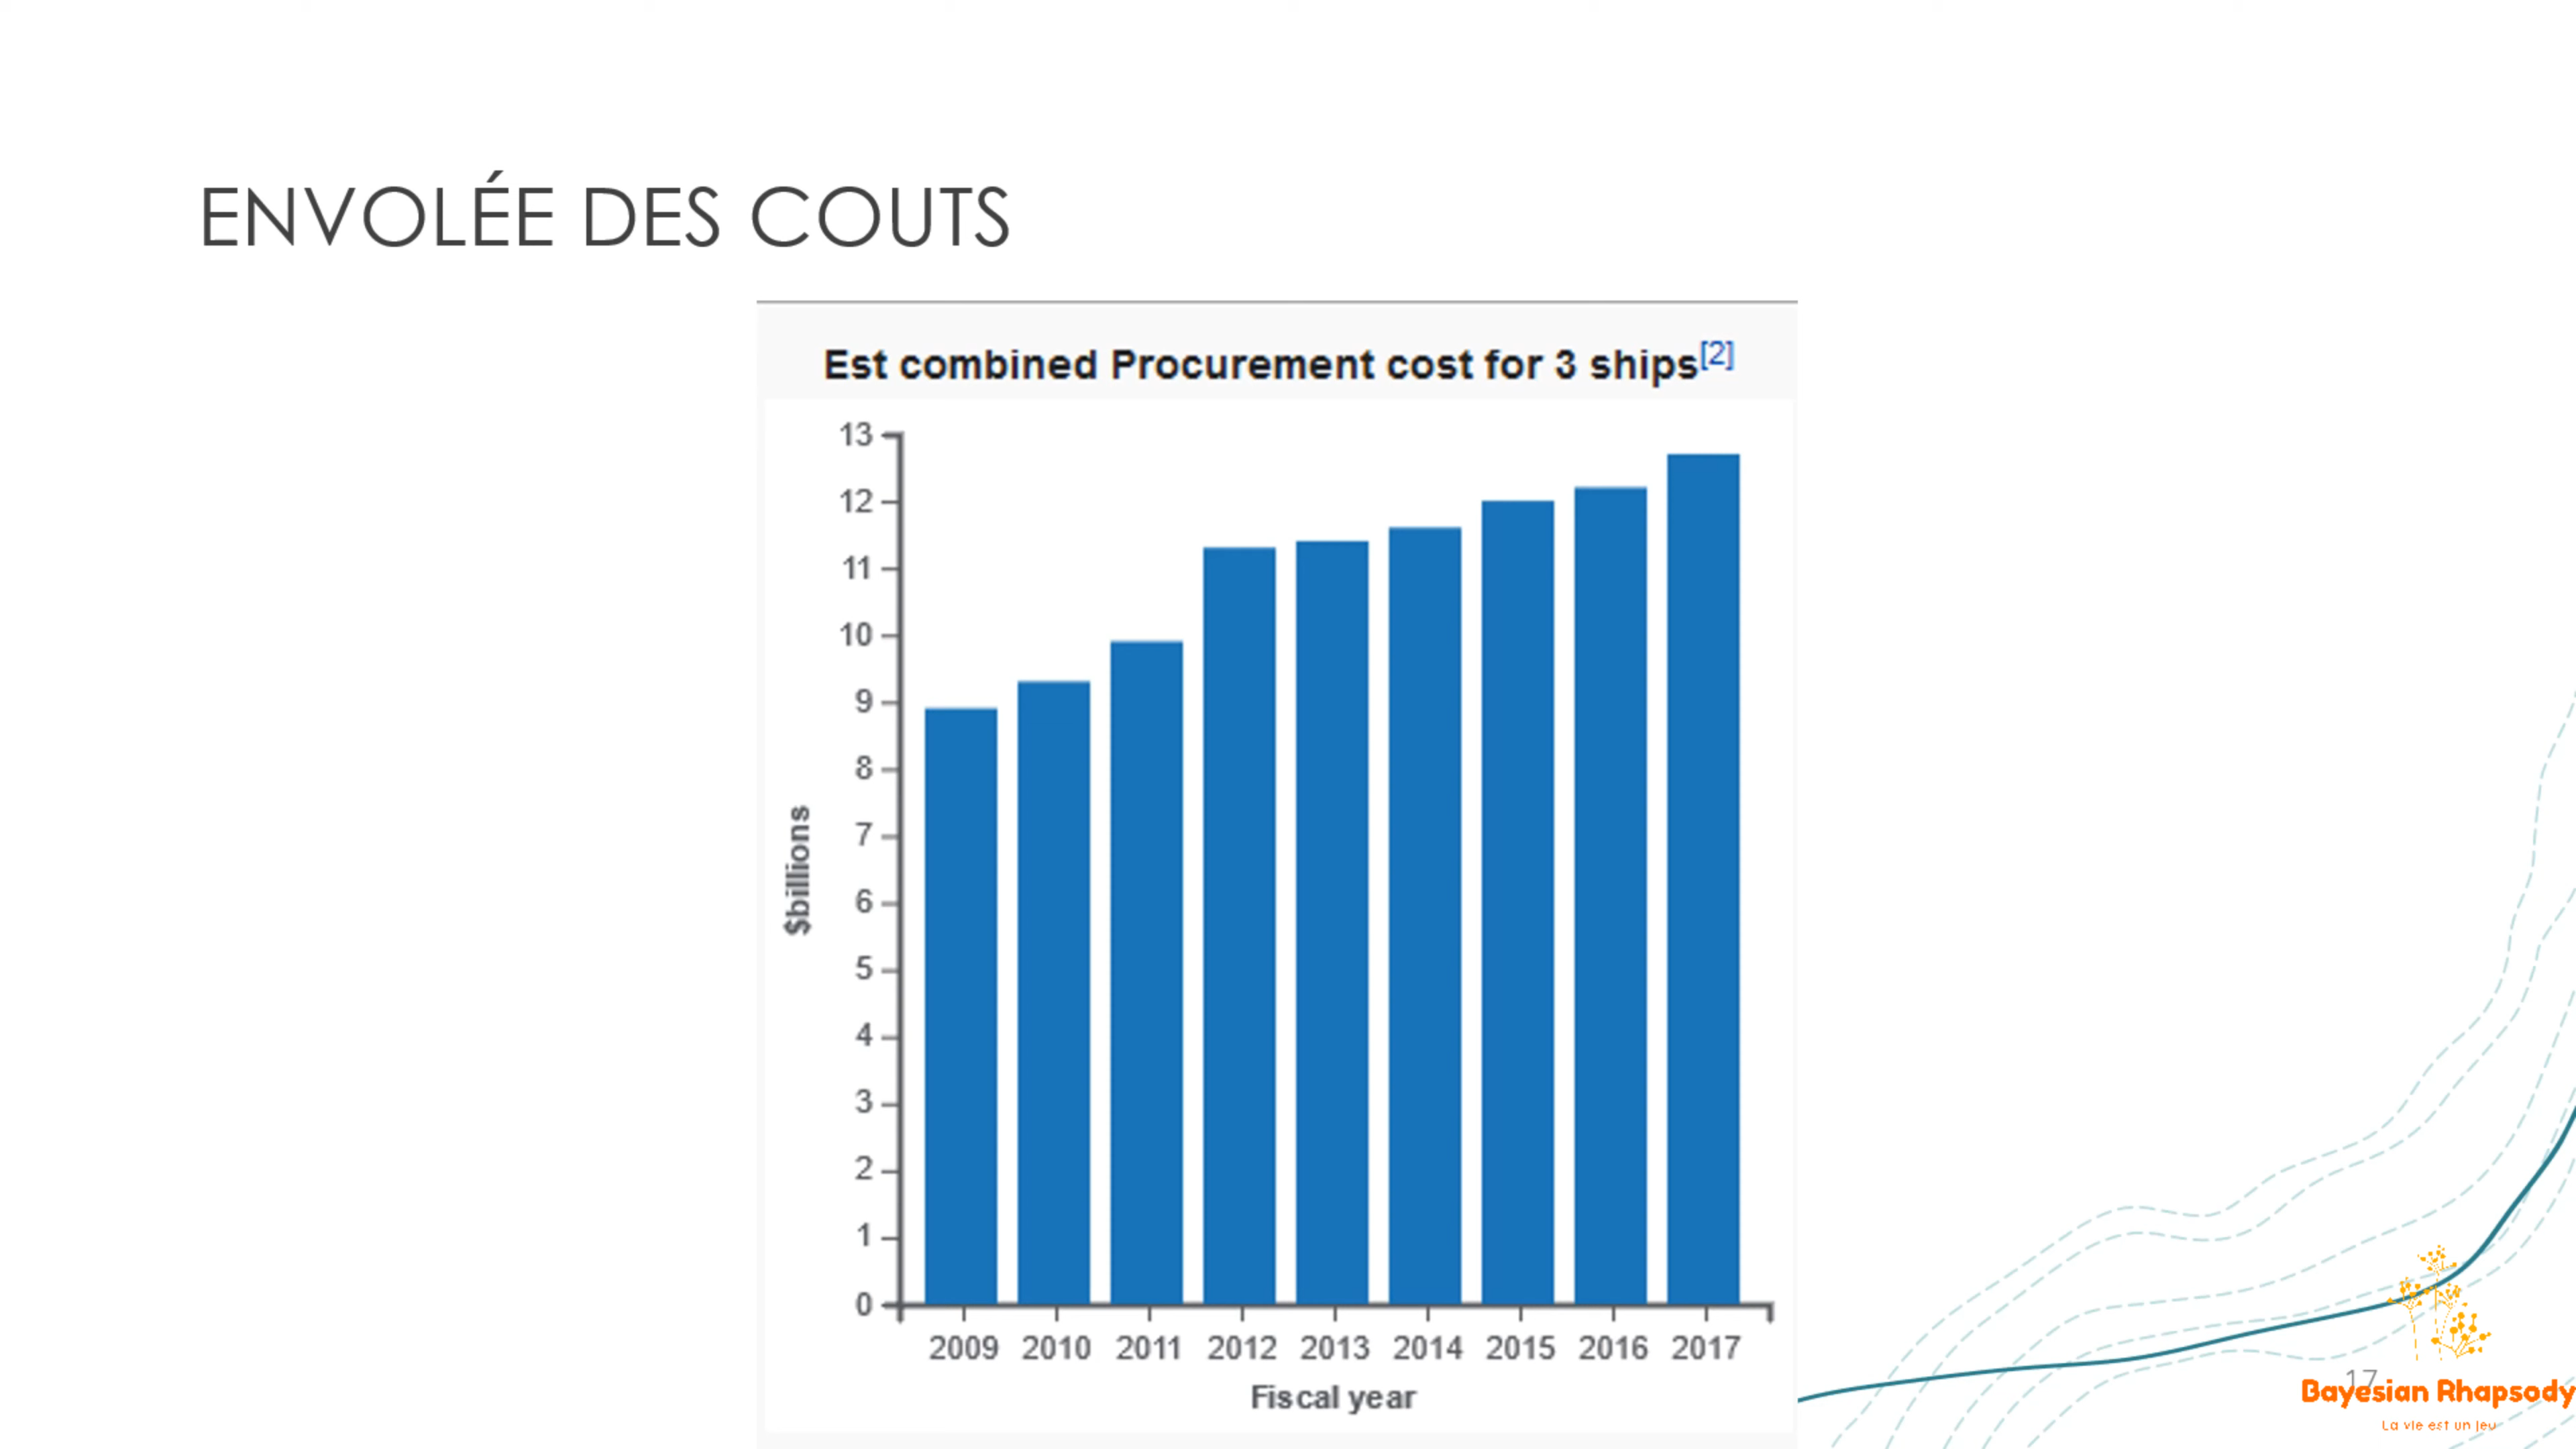 ENVOLÉE DES COUTS
Est combined Procurement cost for 3 ships[2]
13
12
11
10
9
8
7
6
5
4
3
2
1
0
$billions
2009 2010 2011 2012 2013 2014 2015 2016 2017
Fiscal year
17
Bayesian Rhapsody
La vie est un jeu